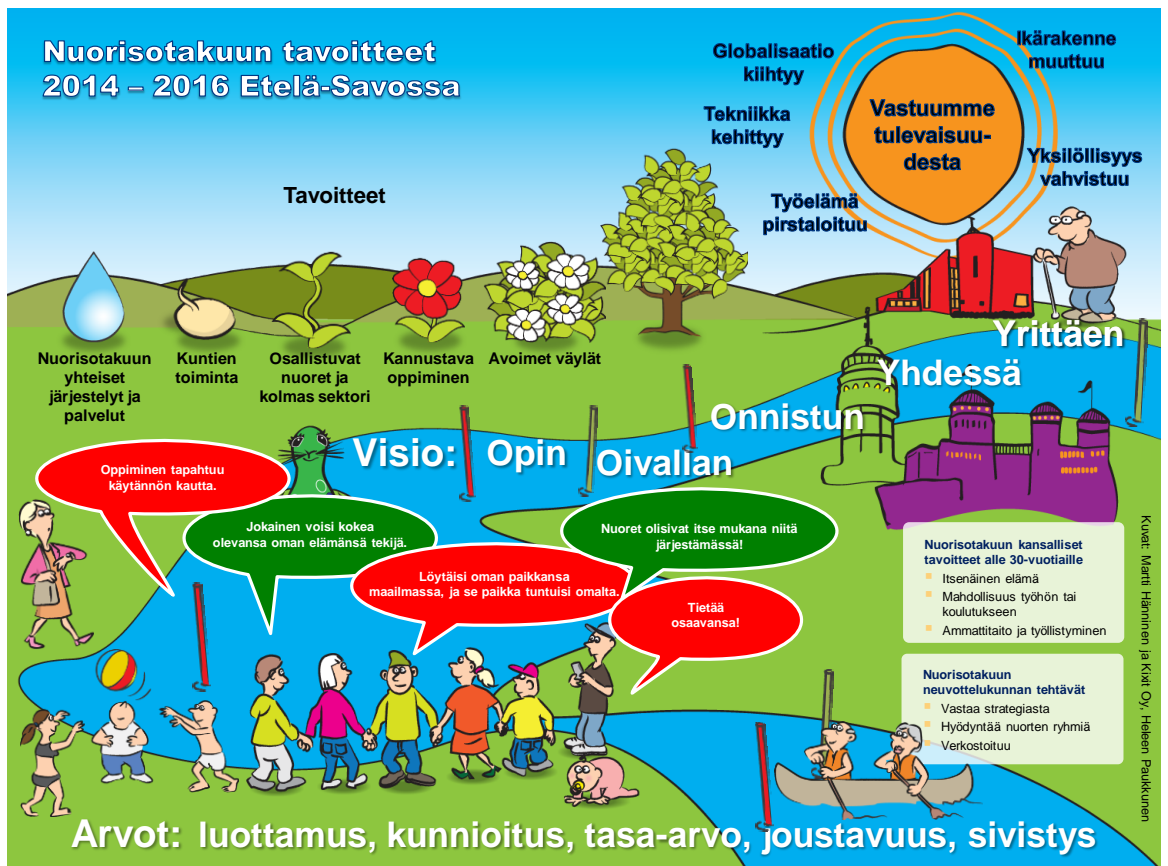 Nuorisotakuun tavoitteet
2014 – 2016 Etelä-Savossa
Globalisaatio
kiihtyy
Ikärakenne
muuttuu
Tekniikka
kehittyy
Vastuumme
tulevaisuu-
desta
Yksilöllisyys
vahvistuu
Työelämä
pirstaloituu
Tavoitteet
Nuorisotakuun
yhteiset
järjestelyt ja
palvelut
Kuntien
toiminta
Osallistuvat
nuoret ja
kolmas sektori
Kannustava
oppiminen
Avoimet väylät
Visio:
Opin
Oivallan
Onnistun
Yhdessä
Yrittäen
Oppiminen tapahtuu
käytännön kautta.
Jokainen voisi kokea
olevansa oman elämänsä tekijä.
Löytäisi oman paikkansa
maailmassa, ja se paikka tuntuisi omalta.
Nuoret olisivat itse mukana niitä
järjestämässä!
Tietää
osaavansa!
Nuorisotakuun kansalliset
tavoitteet alle 30-vuotiaille
Itsenäinen elämä
Mahdollisuus työhön tai
koulutukseen
Ammattitaito ja työllistyminen
Nuorisotakuun
neuvottelukunnan tehtävät
Vastaa strategiasta
Hyödyntää nuorten ryhmiä
Verkostoituu
Kuvat: Martti Hänninen ja Kixit Oy, Heleen Paukkunen
Arvot: luottamus, kunnioitus, tasa-arvo, joustavuus, sivistys